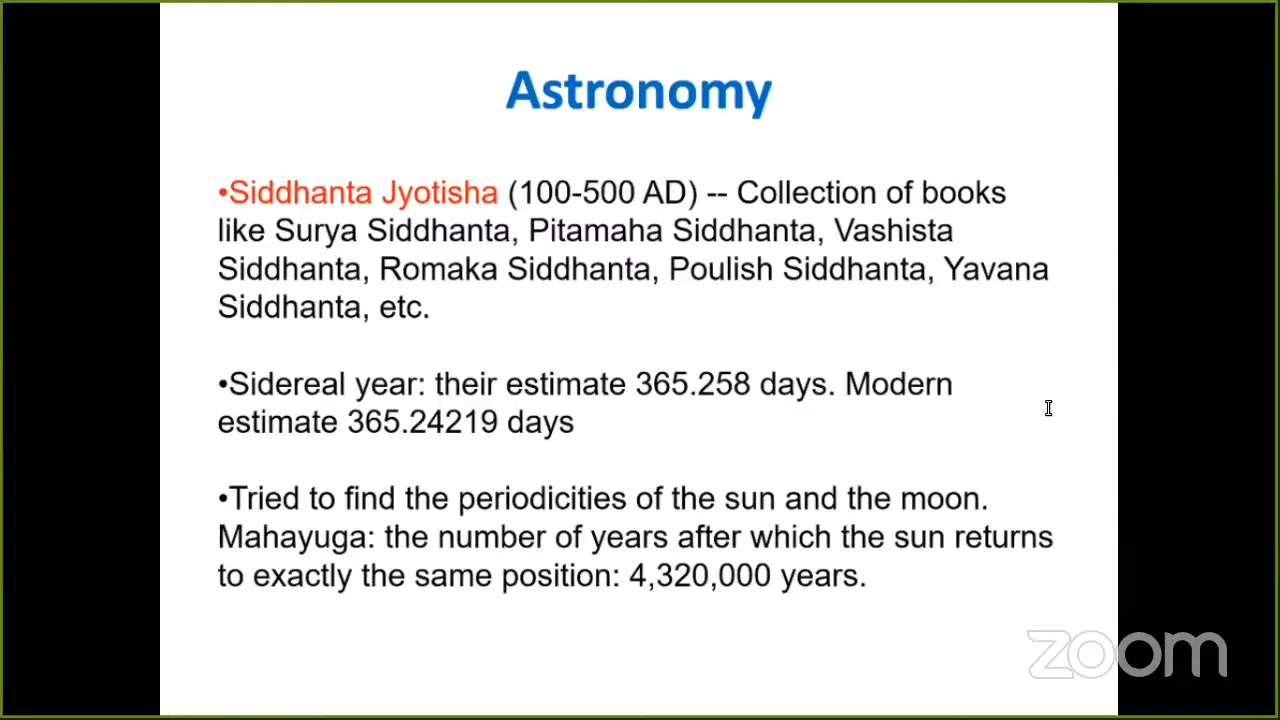 Astronomy
•Siddhanta Jyotisha (100-500 AD) -- Collection of books
like Surya Siddhanta, Pitamaha Siddhanta, Vashista
Siddhanta, Romaka Siddhanta, Poulish Siddhanta, Yavana
Siddhanta, etc.
•Sidereal year: their estimate 365.258 days. Modern
estimate 365.24219 days
•Tried to find the periodicities of the sun and the moon.
Mahayuga: the number of years after which the sun returns
to exactly the same position: 4,320,000 years.
zoom